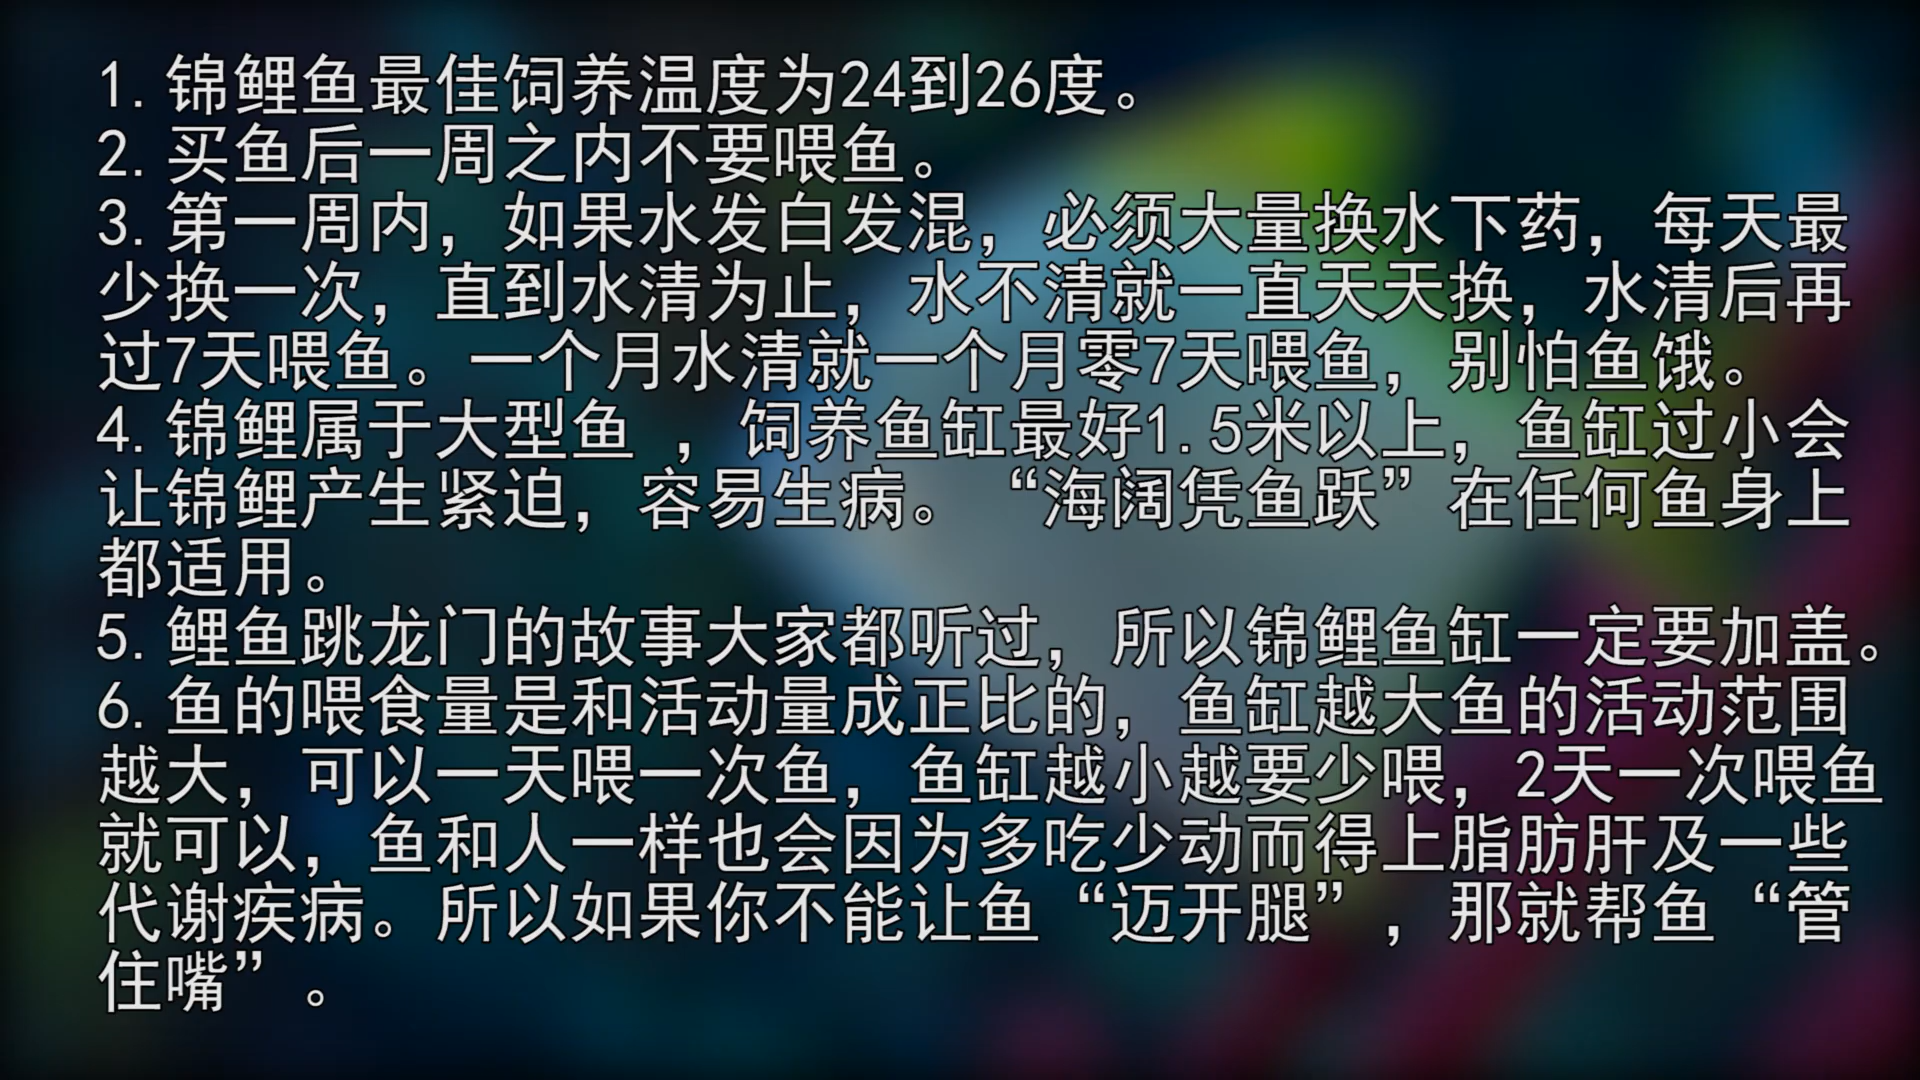 1.锦鲤鱼最佳饲养温度为24到26度。
2.买鱼后一周之内不要喂鱼。
3.第一周内，如果水发白发混，必须大量换水下药，每天最
少换一次，直到水清为止，水不清就一直天天换，水清后再
过7天喂鱼。一个月水清就一个月零7天喂鱼，别怕鱼饿。
4.锦鲤属于大型鱼 ，饲养鱼缸最好1.5米以上，鱼缸过小会
让锦鲤产生紧迫，容易生病。“海阔凭鱼跃”在任何鱼身上
都适用。
5.鲤鱼跳龙门的故事大家都听过，所以锦鲤鱼缸一定要加盖。
6.鱼的喂食量是和活动量成正比的，鱼缸越大鱼的活动范围
越大，可以一天喂一次鱼，鱼缸越小越要少喂，2天一次喂鱼
就可以，鱼和人一样也会因为多吃少动而得上脂肪肝及一些
代谢疾病。所以如果你不能让鱼“迈开腿”，那就帮鱼“管
住嘴”。